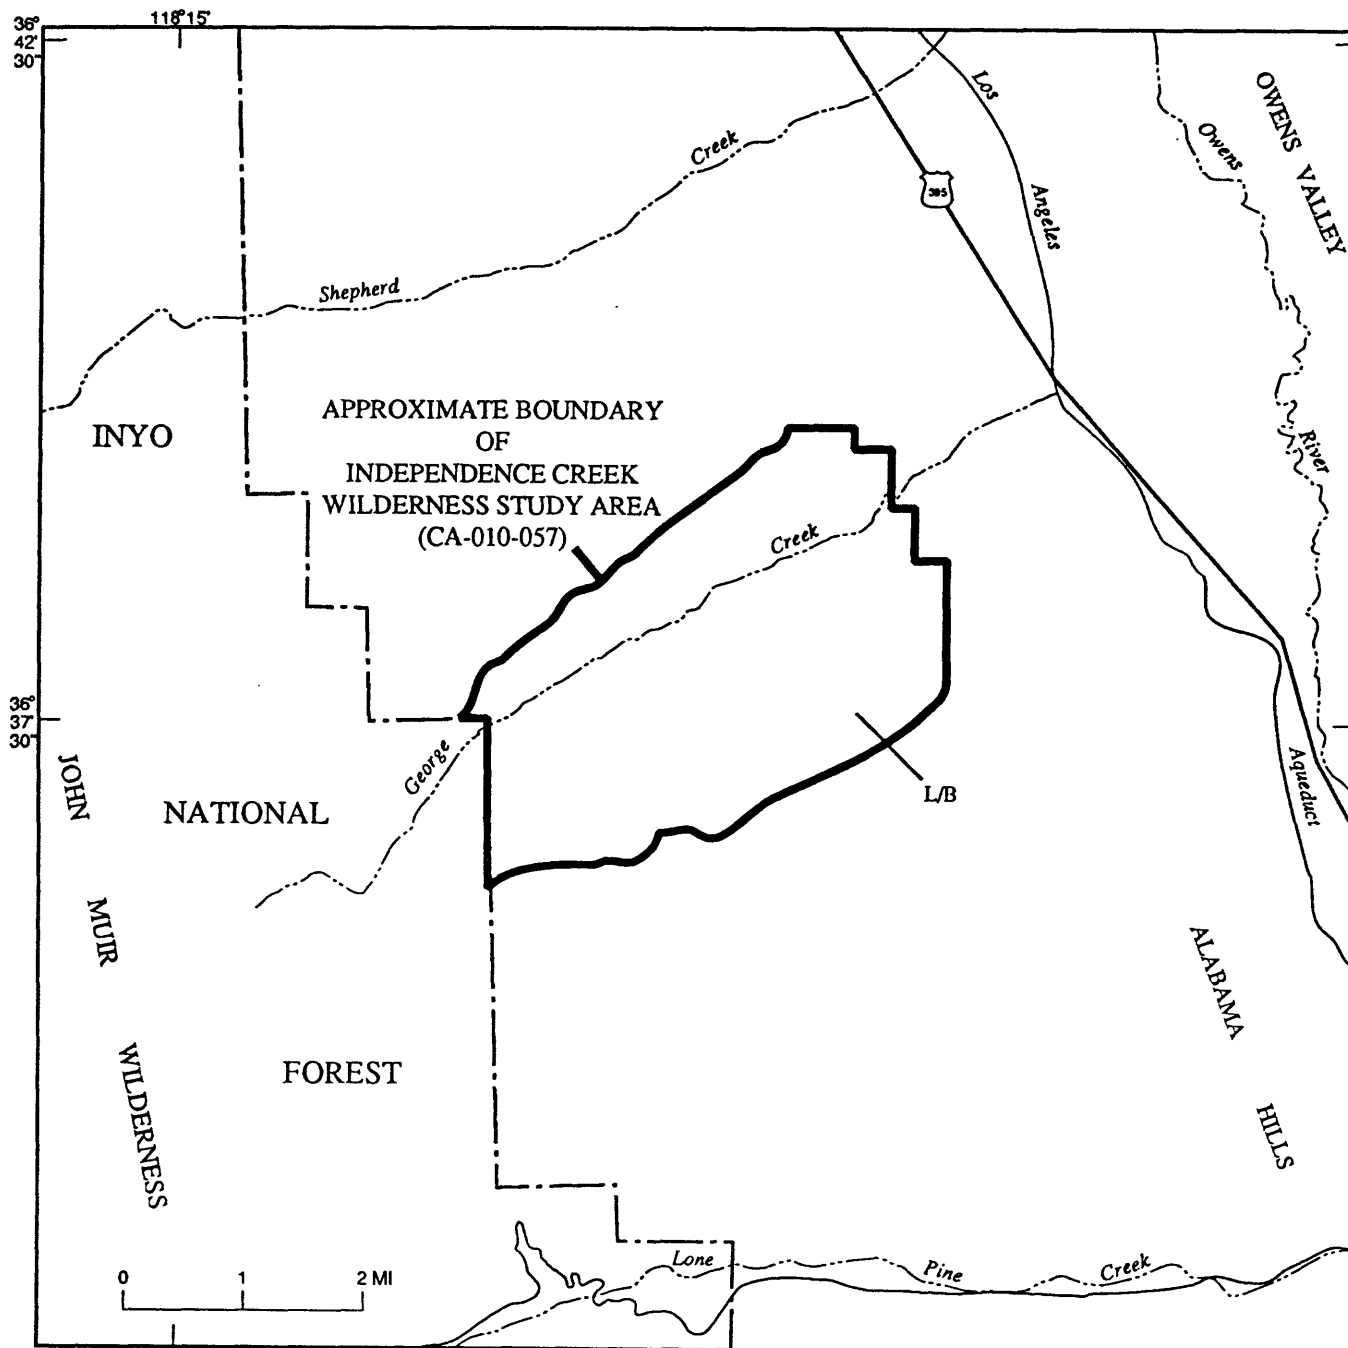 36°
42'
30"
118°15'
Los
Angeles
Owens
OWENS VALLEY
Creek
395
Shepherd
INYO
APPROXIMATE BOUNDARY
OF
INDEPENDENCE CREEK
WILDERNESS STUDY AREA
(CA-010-057)
River
Creek
36°
37'
30"
George
JOHN
MUIR
WILDERNESS
NATIONAL
L/B
Aqueduct
ALABAMA
HILLS
FOREST
Lone
Pine
Creek
0 1 2 MI